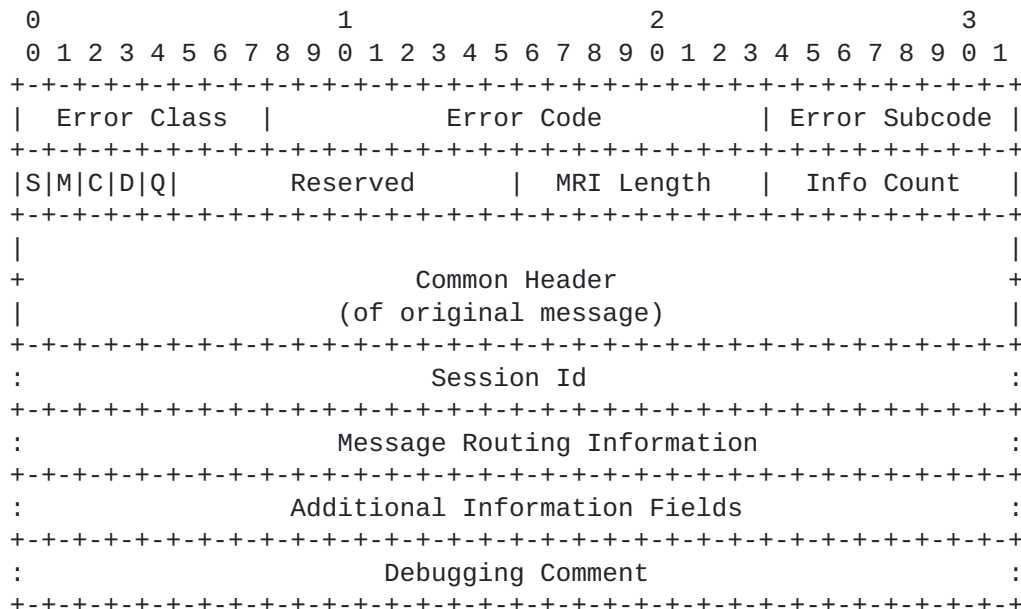 0                   1                   2                   3
 0 1 2 3 4 5 6 7 8 9 0 1 2 3 4 5 6 7 8 9 0 1 2 3 4 5 6 7 8 9 0 1
+-+-+-+-+-+-+-+-+-+-+-+-+-+-+-+-+-+-+-+-+-+-+-+-+-+-+-+-+-+-+-+-+
|  Error Class  |           Error Code          | Error Subcode |
+-+-+-+-+-+-+-+-+-+-+-+-+-+-+-+-+-+-+-+-+-+-+-+-+-+-+-+-+-+-+-+-+
|S|M|C|D|Q|       Reserved      |  MRI Length   |  Info Count   |
+-+-+-+-+-+-+-+-+-+-+-+-+-+-+-+-+-+-+-+-+-+-+-+-+-+-+-+-+-+-+-+-+
|                                                               |
+                         Common Header                         +
|                    (of original message)                      |
+-+-+-+-+-+-+-+-+-+-+-+-+-+-+-+-+-+-+-+-+-+-+-+-+-+-+-+-+-+-+-+-+
:                          Session Id                           :
+-+-+-+-+-+-+-+-+-+-+-+-+-+-+-+-+-+-+-+-+-+-+-+-+-+-+-+-+-+-+-+-+
:                    Message Routing Information                :
+-+-+-+-+-+-+-+-+-+-+-+-+-+-+-+-+-+-+-+-+-+-+-+-+-+-+-+-+-+-+-+-+
:                 Additional Information Fields                 :
+-+-+-+-+-+-+-+-+-+-+-+-+-+-+-+-+-+-+-+-+-+-+-+-+-+-+-+-+-+-+-+-+
:                       Debugging Comment                       :
+-+-+-+-+-+-+-+-+-+-+-+-+-+-+-+-+-+-+-+-+-+-+-+-+-+-+-+-+-+-+-+-+